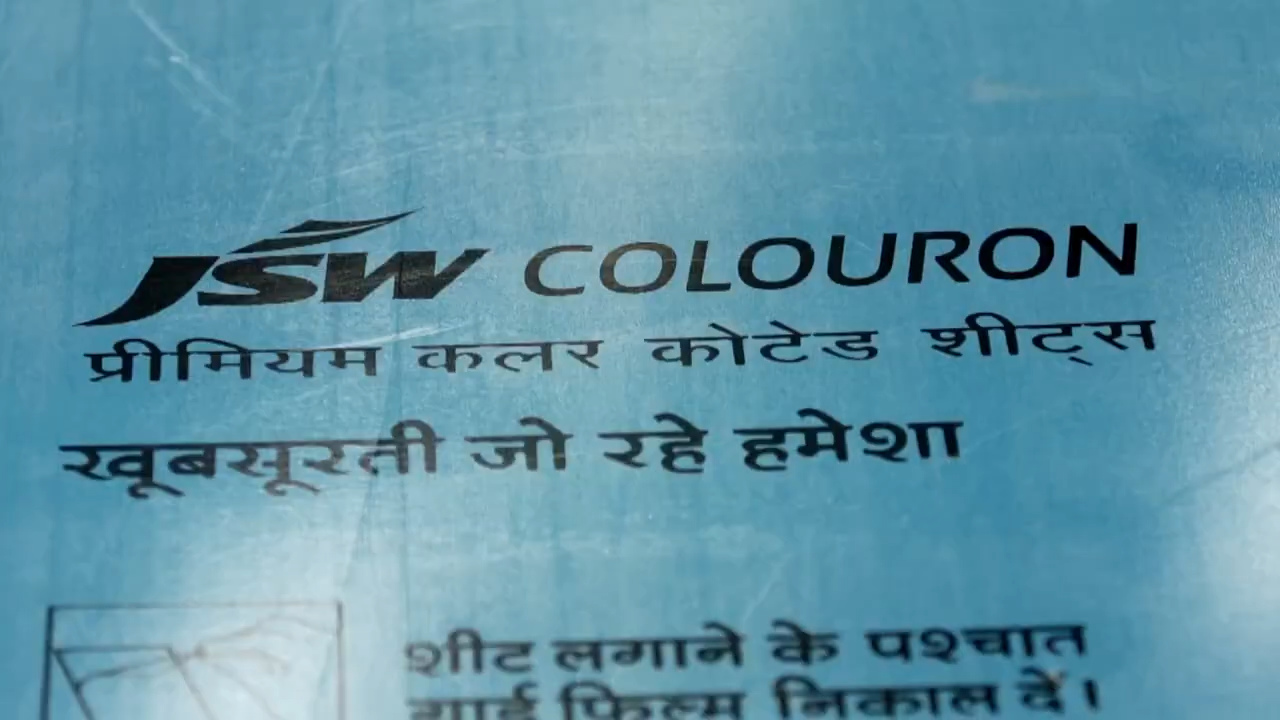 JSW COLOURON
प्रीमियम कलर कोटेड शीट्स
खूबसूरती जो रहे हमेशा
शीट लगाने के पश्चात
गार्ड फिल्म निकाल दें।